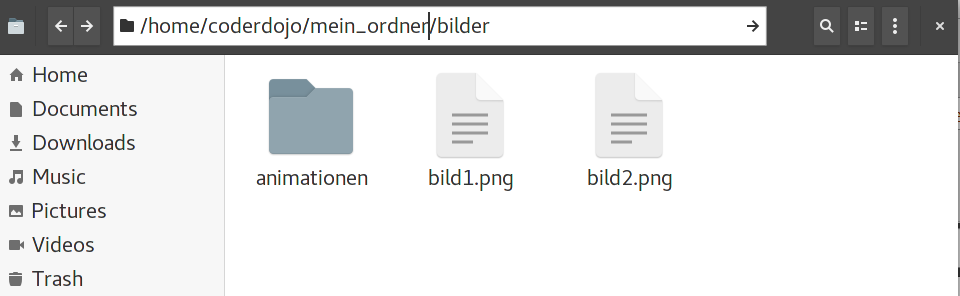 /home/coderdojo/mein_ordner/bilder
Home
Documents
Downloads
Music
Pictures
Videos
Trash
animationen
bild1.png
bild2.png